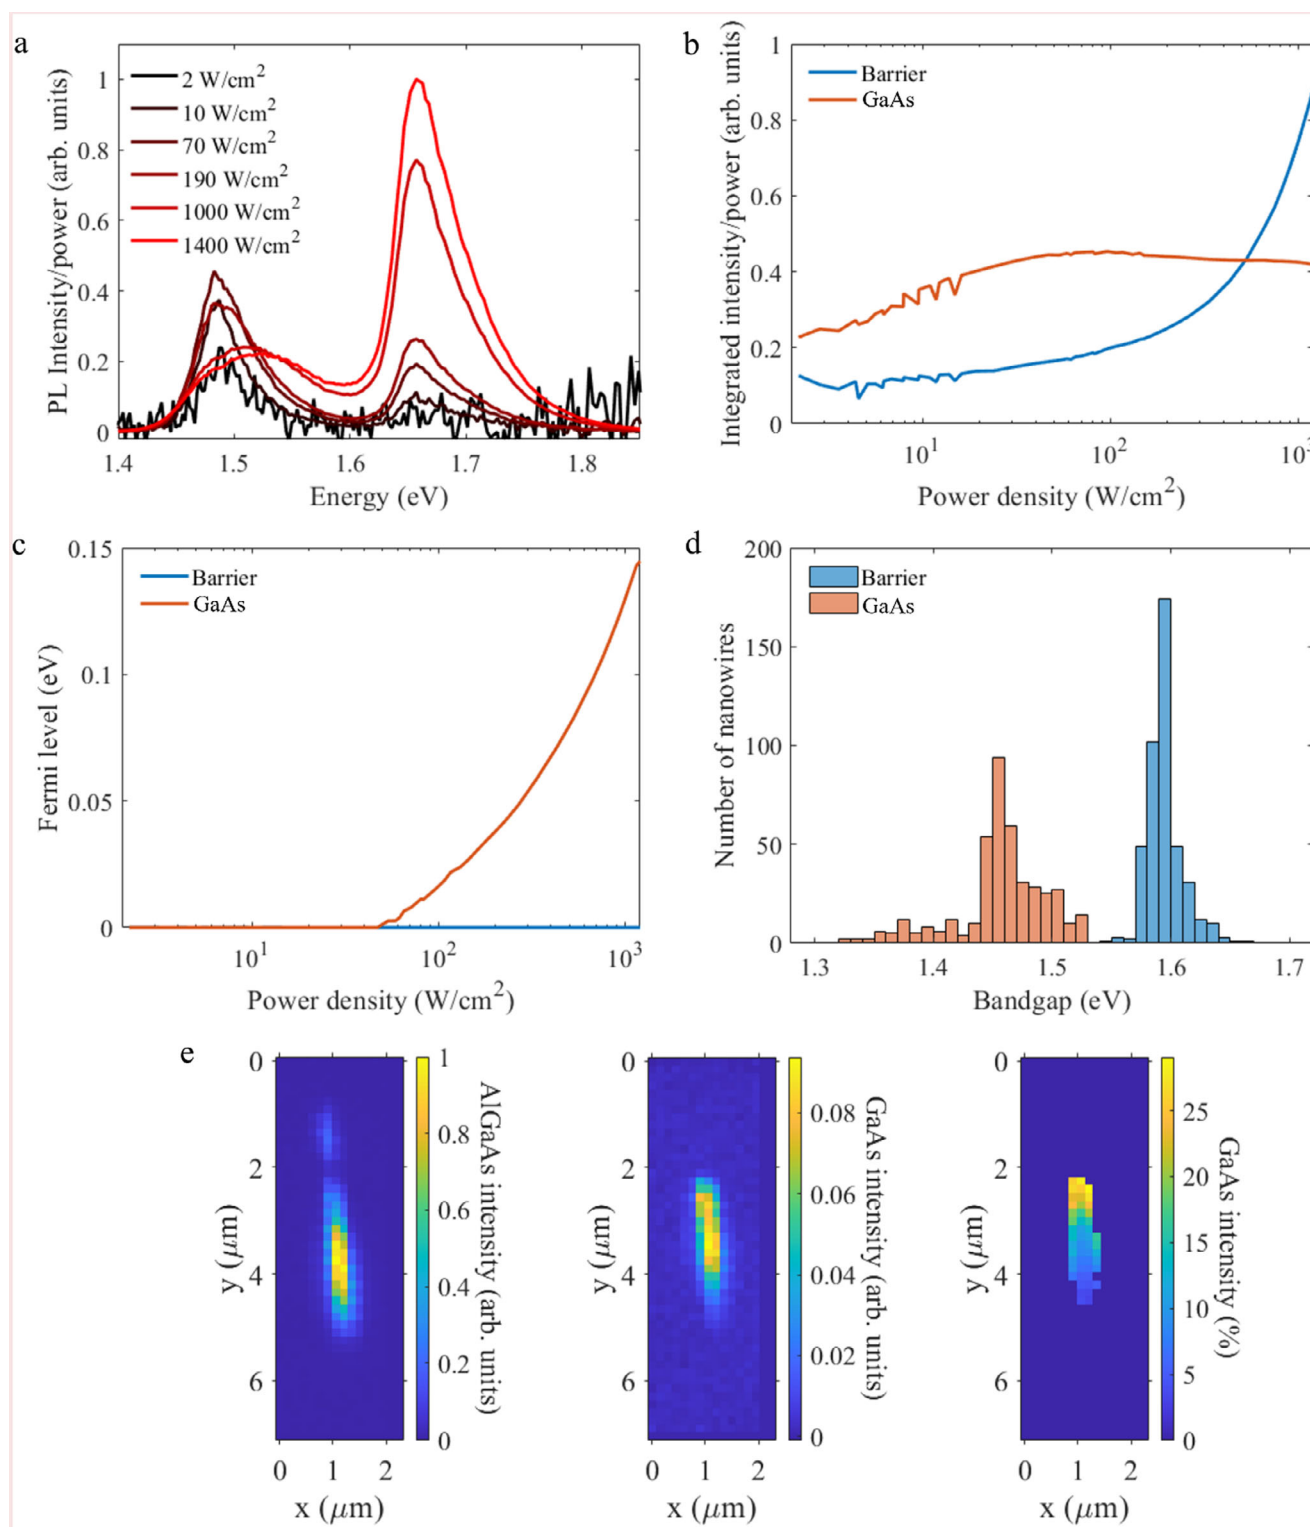 a
PL Intensity/power (arb. units)
1
0.8
0.6
0.4
0.2
0
2 W/cm²
10 W/cm²
70 W/cm²
190 W/cm²
1000 W/cm²
1400 W/cm²
1.4 1.5 1.6 1.7 1.8
Energy (eV)
b
Integrated intensity/power (arb. units)
1
0.8
0.6
0.4
0.2
0
Barrier
GaAs
10¹ 10² 10³
Power density (W/cm²)
c
Fermi level (eV)
0.15
0.1
0.05
0
Barrier
GaAs
10¹ 10² 10³
Power density (W/cm²)
d
Number of nanowires
200
150
100
50
0
Barrier
GaAs
1.3 1.4 1.5 1.6 1.7
Bandgap (eV)
e
y (μm)
0
2
4
6
0 1 2
x (μm)
1
0.8
0.6
0.4
0.2
0
AlGaAs intensity (arb. units)
y (μm)
0
2
4
6
0 1 2
x (μm)
0.08
0.06
0.04
0.02
0
GaAs intensity (arb. units)
y (μm)
0
2
4
6
0 1 2
x (μm)
25
20
15
10
5
0
GaAs intensity (%)